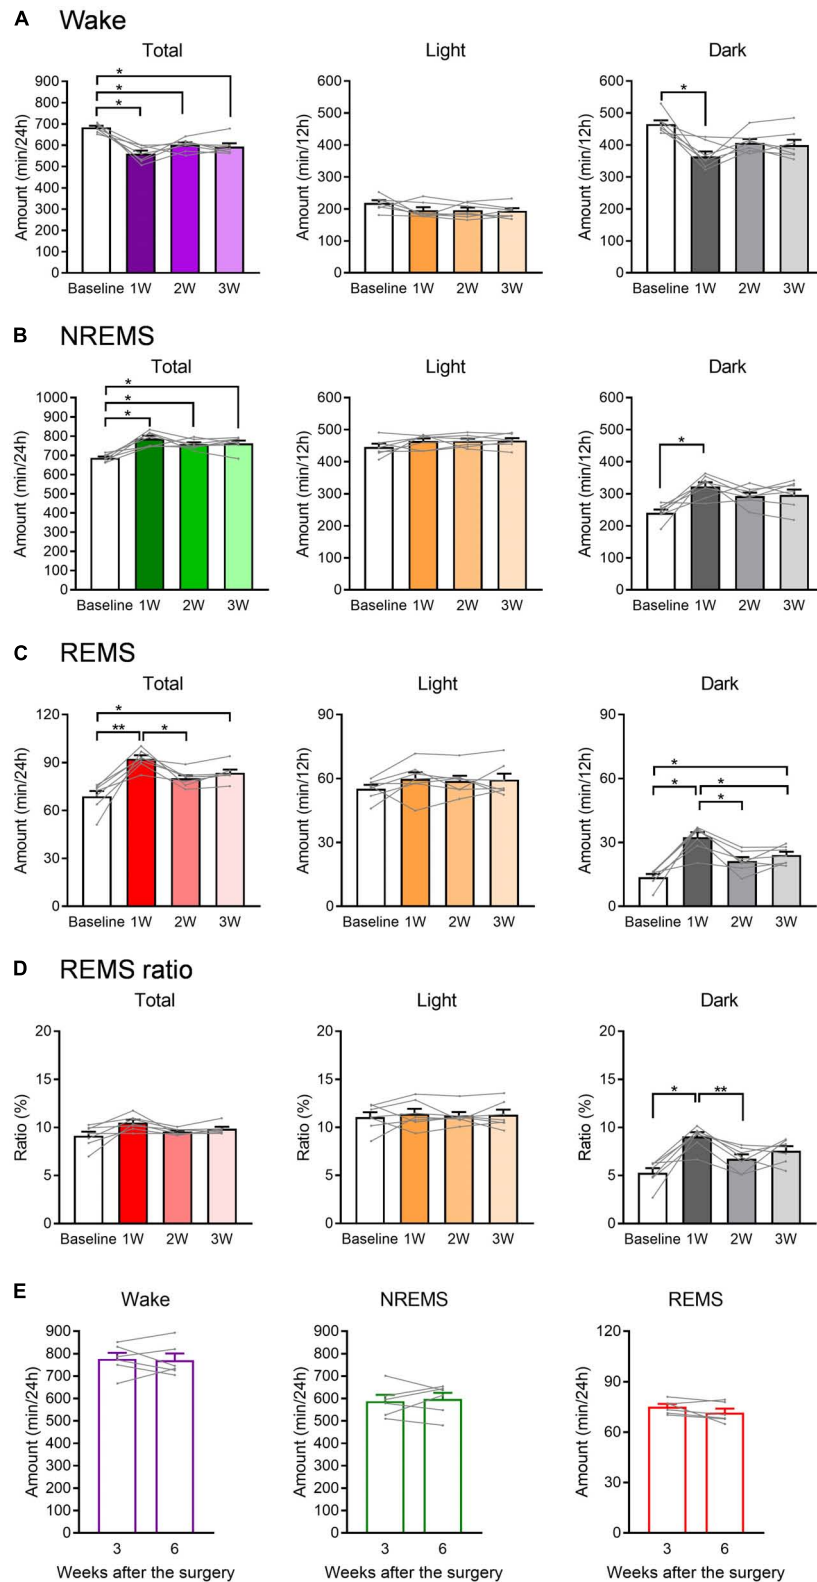 A Wake
Total Light Dark
* * *
*
900 800 700 600 500 400 300 200 100 0
Amount (min/24h)
Baseline 1W 2W 3W
600 500 400 300 200 100 0
Amount (min/12h)
Baseline 1W 2W 3W
600 500 400 300 200 100 0
Amount (min/12h)
Baseline 1W 2W 3W
B NREMS
Total Light Dark
* * *
*
1000 900 800 700 600 500 400 300 200 100 0
Amount (min/24h)
Baseline 1W 2W 3W
600 500 400 300 200 100 0
Amount (min/12h)
Baseline 1W 2W 3W
600 500 400 300 200 100 0
Amount (min/12h)
Baseline 1W 2W 3W
C REMS
Total Light Dark
* ** *
* * * *
120 90 60 30 0
Amount (min/24h)
Baseline 1W 2W 3W
90 60 30 0
Amount (min/12h)
Baseline 1W 2W 3W
90 60 30 0
Amount (min/12h)
Baseline 1W 2W 3W
D REMS ratio
Total Light Dark
* **
20 15 10 5 0
Ratio (%)
Baseline 1W 2W 3W
20 15 10 5 0
Ratio (%)
Baseline 1W 2W 3W
20 15 10 5 0
Ratio (%)
Baseline 1W 2W 3W
E
Wake NREMS REMS
900 800 700 600 500 400 300 200 100 0
Amount (min/24h)
3 6
Weeks after the surgery
900 800 700 600 500 400 300 200 100 0
Amount (min/24h)
3 6
Weeks after the surgery
120 90 60 30 0
Amount (min/24h)
3 6
Weeks after the surgery